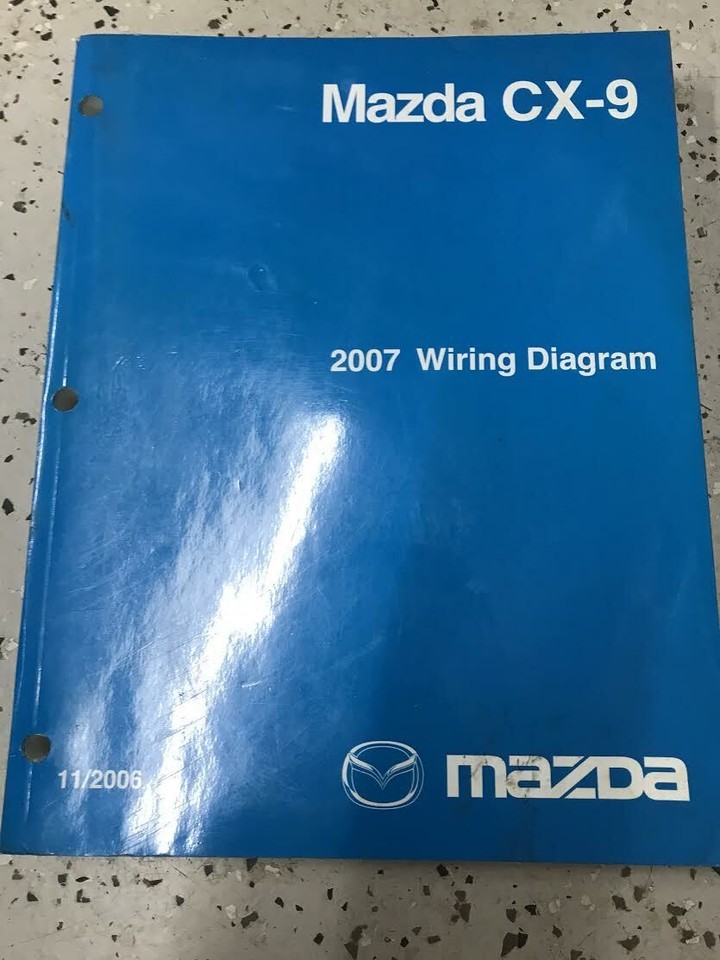 Mazda CX-9
2007 Wiring Diagram
11/2006
mazda